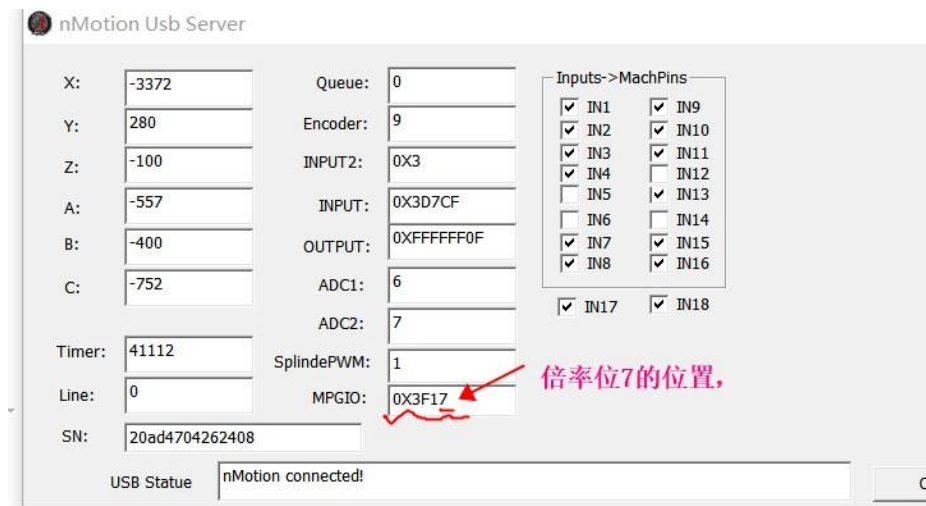 nMotion Usb Server
X: -3372
Queue: 0
Inputs->MachPins
IN1 IN9
Y: 280
Encoder: 9
IN2 IN10
Z: -100
INPUT2: 0X3
IN3 IN11
IN4 IN12
A: -557
INPUT: 0X3D7CF
IN5 IN13
IN6 IN14
B: -400
OUTPUT: 0XFFFFFF0F
IN7 IN15
IN8 IN16
C: -752
ADC1: 6
IN17 IN18
ADC2: 7
Timer: 41112
SplindePWM: 1
倍率位7的位置，
Line: 0
MPGIO: 0X3F17
SN: 20ad4704262408
USB Statue nMotion connected!